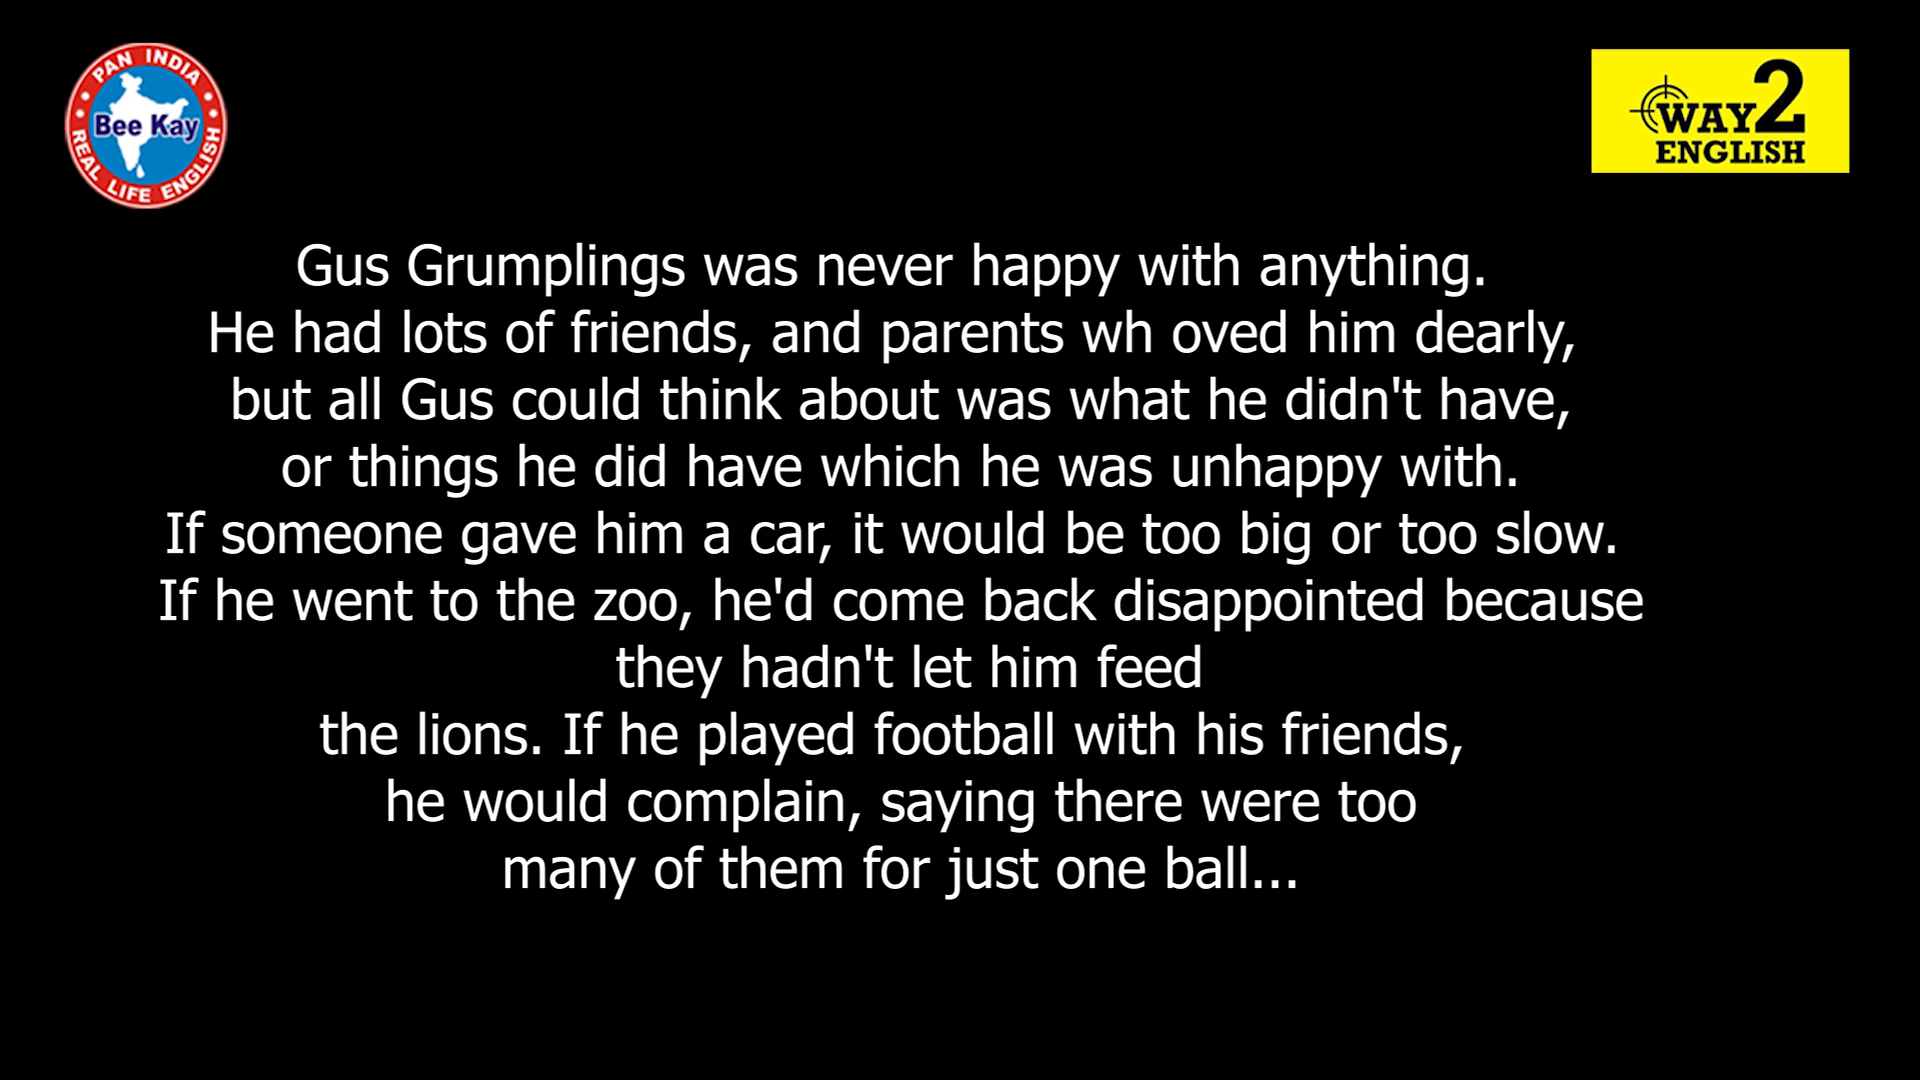 PAN INDIA
Bee Kay
REAL LIFE ENGLISH
WAY2
ENGLISH
Gus Grumplings was never happy with anything.
He had lots of friends, and parents wh oved him dearly,
but all Gus could think about was what he didn't have,
or things he did have which he was unhappy with.
If someone gave him a car, it would be too big or too slow.
If he went to the zoo, he'd come back disappointed because
they hadn't let him feed
the lions. If he played football with his friends,
he would complain, saying there were too
many of them for just one ball...